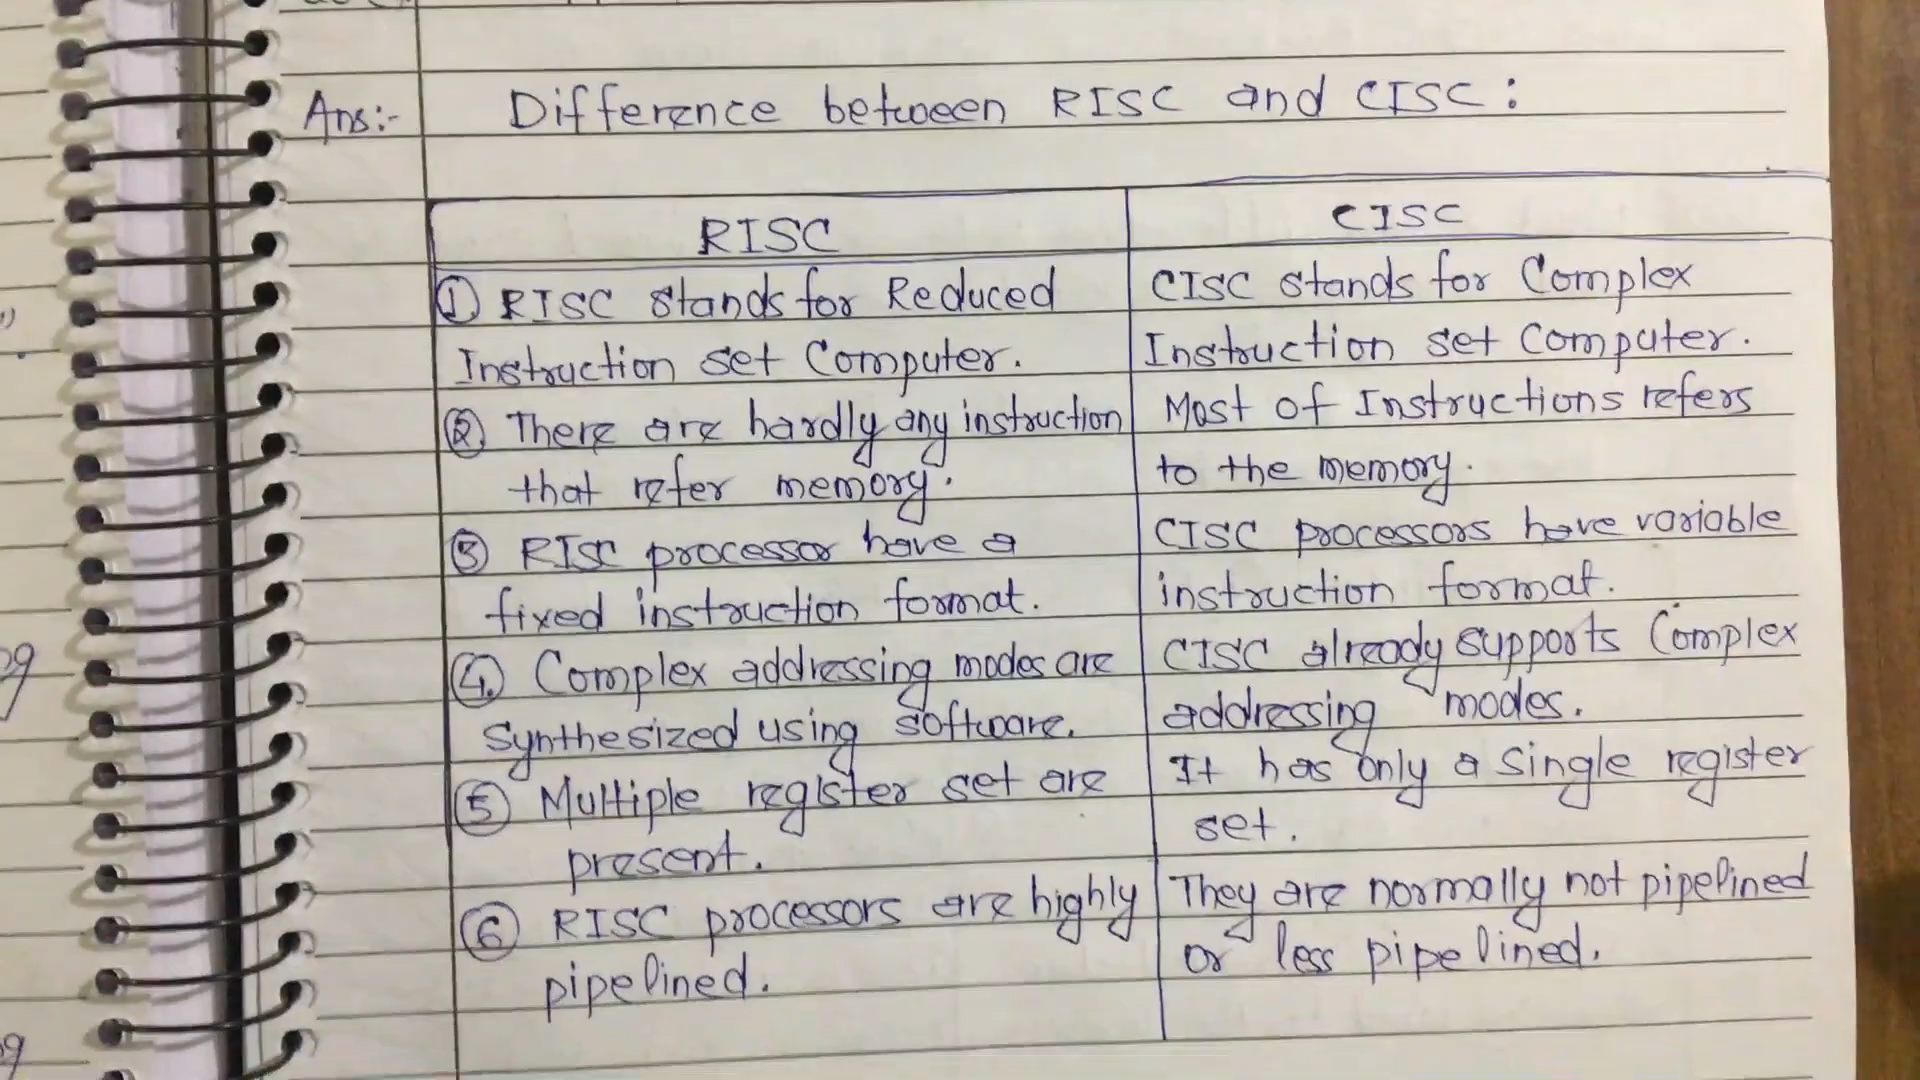 Ans:- Difference between RISC and CISC:
RISC
CISC
① RISC stands for Reduced
Instruction set Computer.
CISC stands for Complex
Instruction set Computer.
② There are hardly any instruction
that refer memory.
Most of Instructions refers
to the memory.
③ RISC processor have a
fixed instruction format.
CISC processors have variable
instruction format.
④ Complex addressing modes are
synthesized using software.
CISC already supports Complex
addressing modes.
⑤ Multiple register set are
present.
It has only a single register
set.
⑥ RISC processors are highly
pipelined.
They are normally not pipelined
or less pipelined.